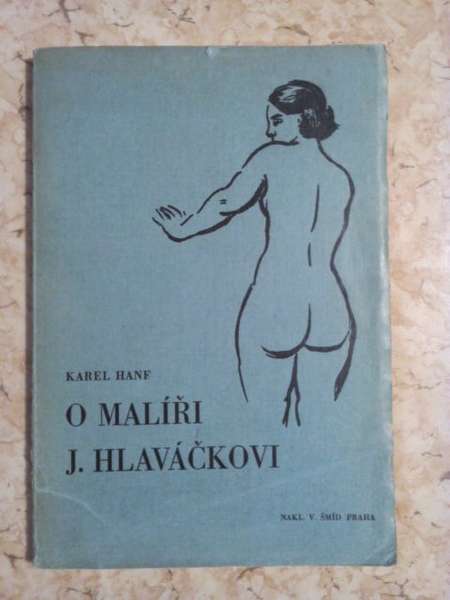 KAREL HANF
O MALÍŘI
J. HLAVÁČKOVI
NAKL. V. ŠMÍD PRAHA